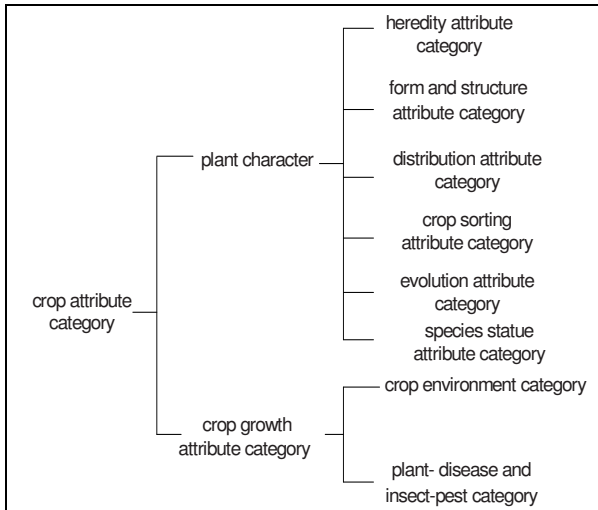 heredity attribute
category
form and structure
attribute category
distribution attribute
category
plant character
crop sorting
attribute category
evolution attribute
category
crop attribute
category
species statue
attribute category
crop environment category
crop growth
attribute category
plant- disease and
insect-pest category